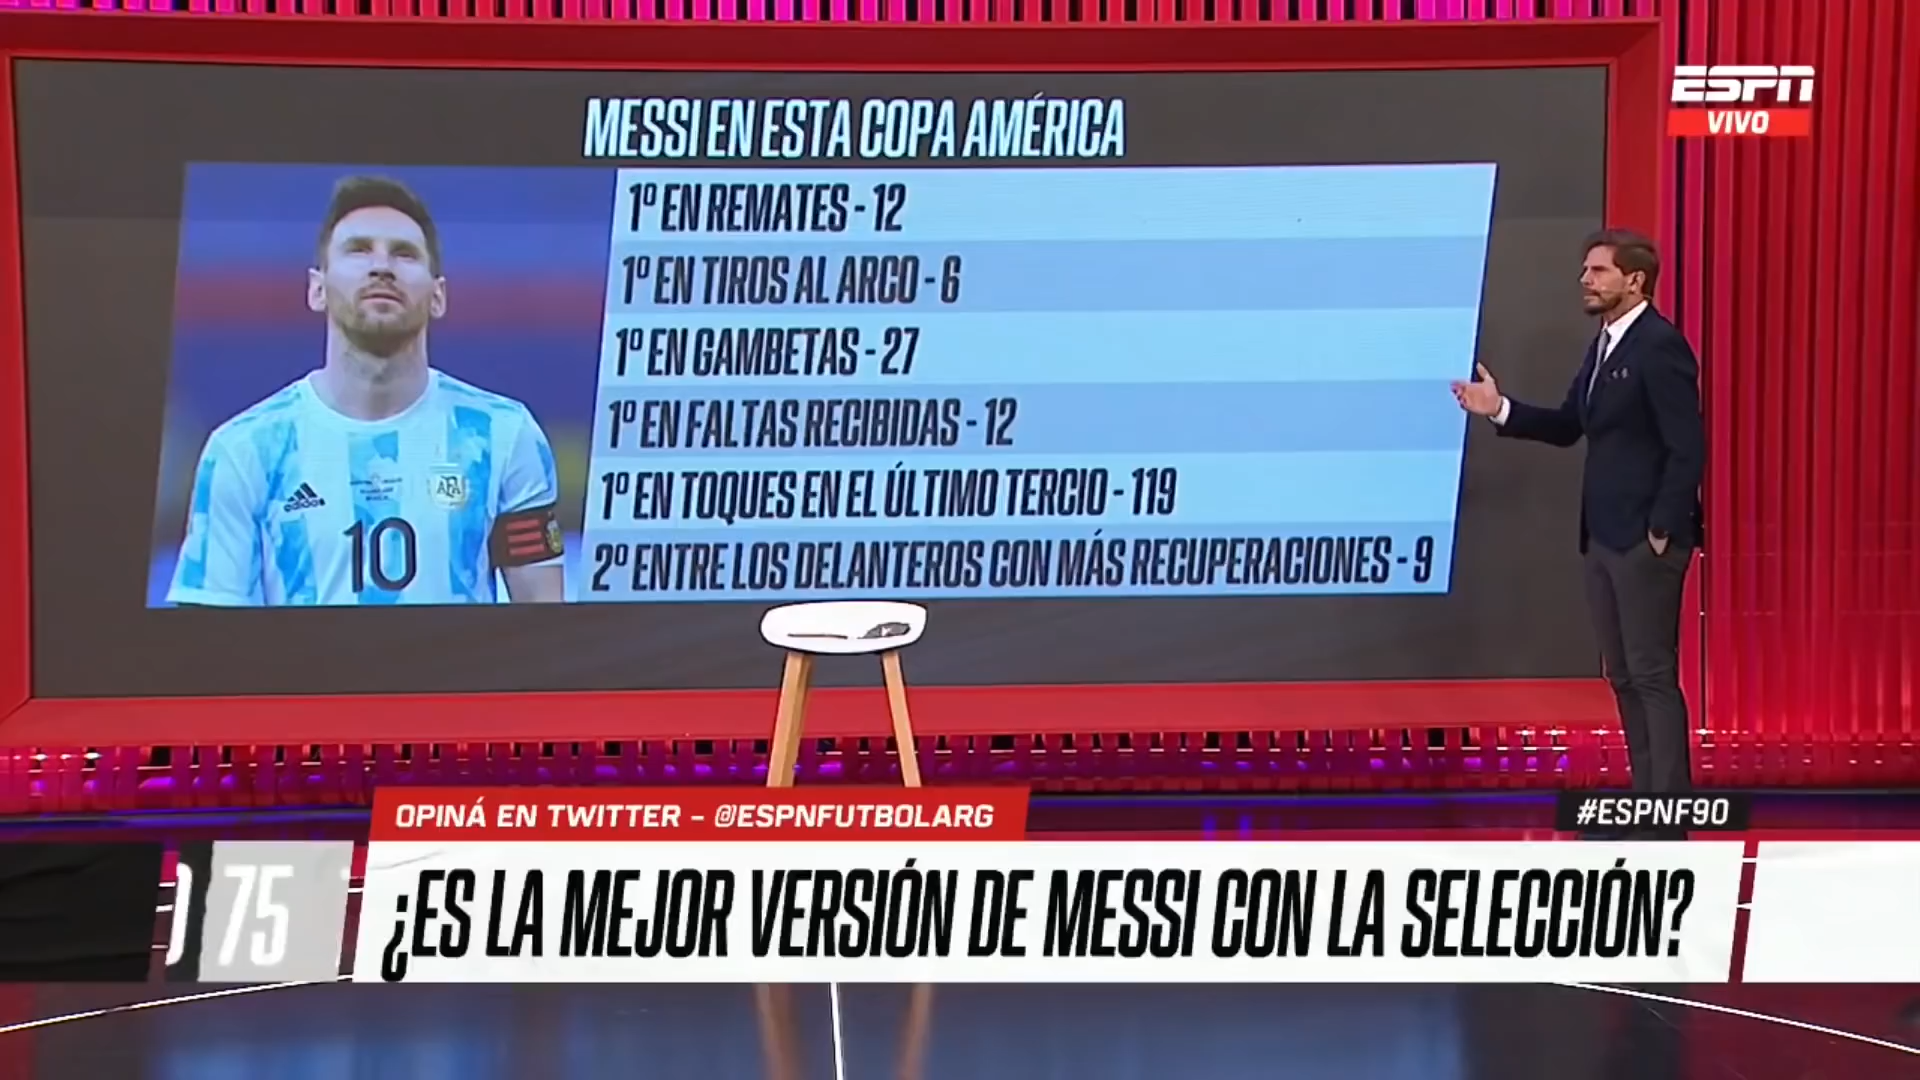 ESPN
VIVO
MESSI EN ESTA COPA AMÉRICA
1º EN REMATES - 12
1º EN TIROS AL ARCO - 6
1º EN GAMBETAS - 27
1º EN FALTAS RECIBIDAS - 12
1º EN TOQUES EN EL ÚLTIMO TERCIO - 119
2º ENTRE LOS DELANTEROS CON MÁS RECUPERACIONES - 9
adidas
AFA
10
OPINÁ EN TWITTER - @ESPNFUTBOLARG
#ESPNF90
75
¿ES LA MEJOR VERSIÓN DE MESSI CON LA SELECCIÓN?